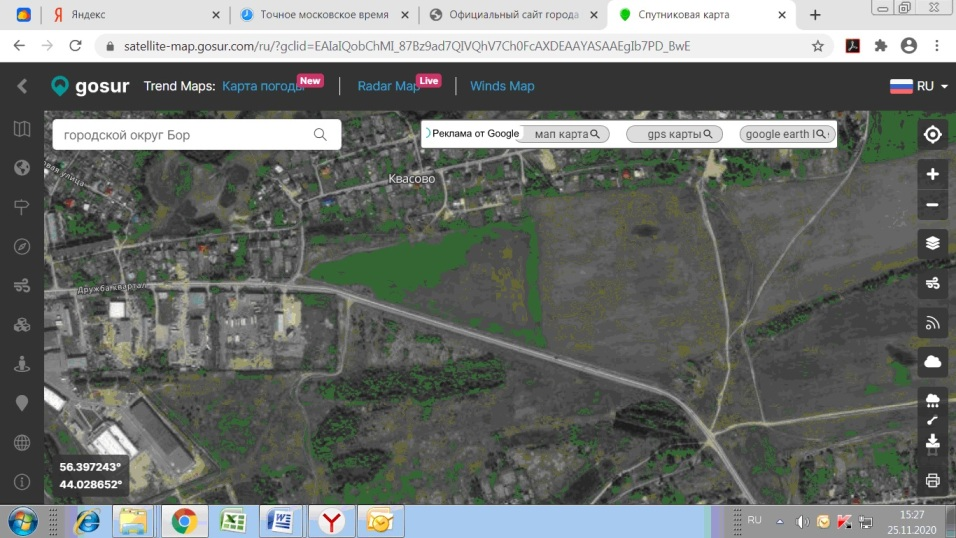 Яндекс
Точное московское время
Официальный сайт города
Спутниковая карта
satellite-map.gosur.com/ru/?gclid=EAIaIQobChMI_87Bz9ad7QIVQhV7Ch0FcAXDEAAYASAAEgIb7PD_BwE
gosur
Trend Maps:
Карта погоды
New
Radar Map
Live
Winds Map
RU
городской округ Бор
Реклама от Google
мап карта
gps карты
google earth
Квасово
Дружба квартал
56.397243°
44.028652°
RU
15:27
25.11.2020